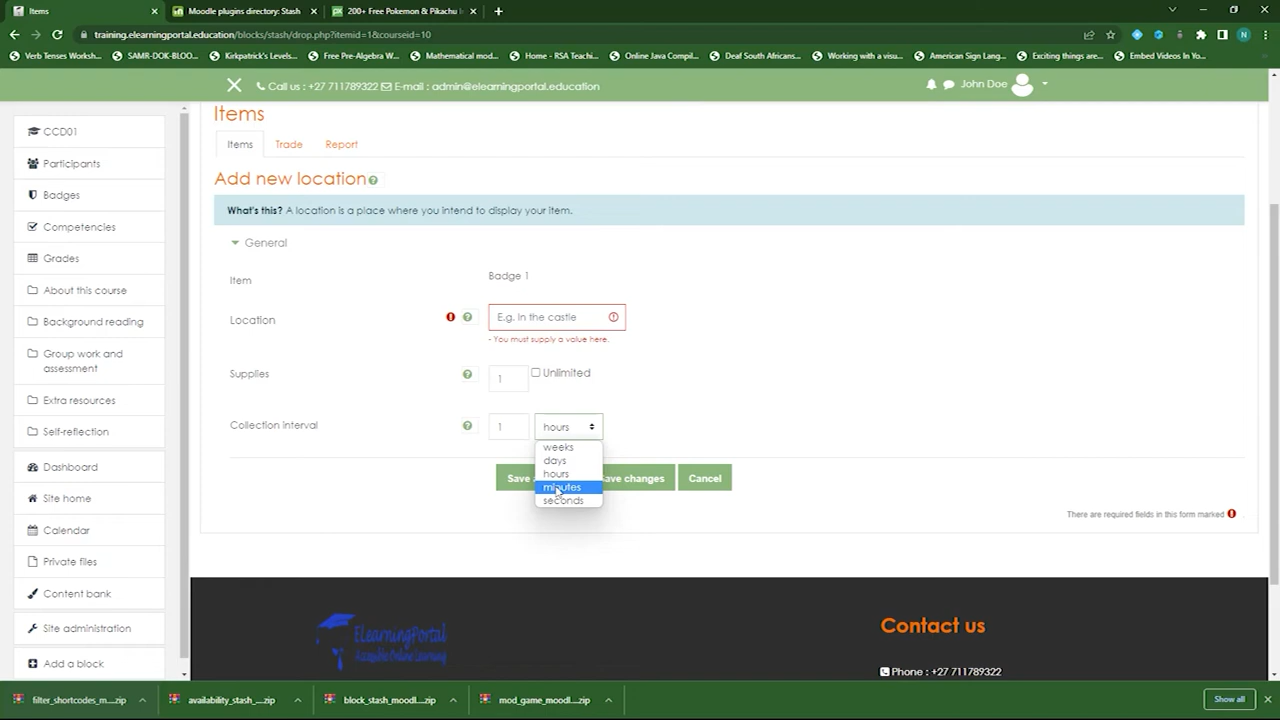 Items
Moodle plugins directory: Stash
200+ Free Pokemon & Pikachu I
training.elearningportal.education/blocks/stash/drop.php?itemid=1&courseid=10
Verb Tenses Worksh...
SAMR-DOK-BLOO...
Kirkpatrick's Levels...
Free Pre-Algebra W...
Mathematical mod...
Home - RSA Teachi...
Online Java Compil...
Deaf South Africans...
Working with a visu...
American Sign Lang...
Exciting things are...
Embed Videos In Yo...
Call us : +27 711789322 E-mail : admin@elearningportal.education
John Doe
CCD01
Participants
Badges
Competencies
Grades
About this course
Background reading
Group work and
assessment
Extra resources
Self-reflection
Dashboard
Site home
Calendar
Private files
Content bank
Site administration
Add a block
Items
Items
Trade
Report
Add new location
What's this? A location is a place where you intend to display your item.
General
Item
Badge 1
Location
E.g. In the castle
- You must supply a value here.
Supplies
1
Unlimited
Collection interval
1
hours
weeks
days
hours
minutes
seconds
Save
Save changes
Cancel
There are required fields in this form marked
ElearningPortal
Accessible Online Learning
Contact us
Phone : +27 711789322
filter_shortcodes_m....zip
availability_stash_....zip
block_stash_moodl....zip
mod_game_moodl....zip
Show all